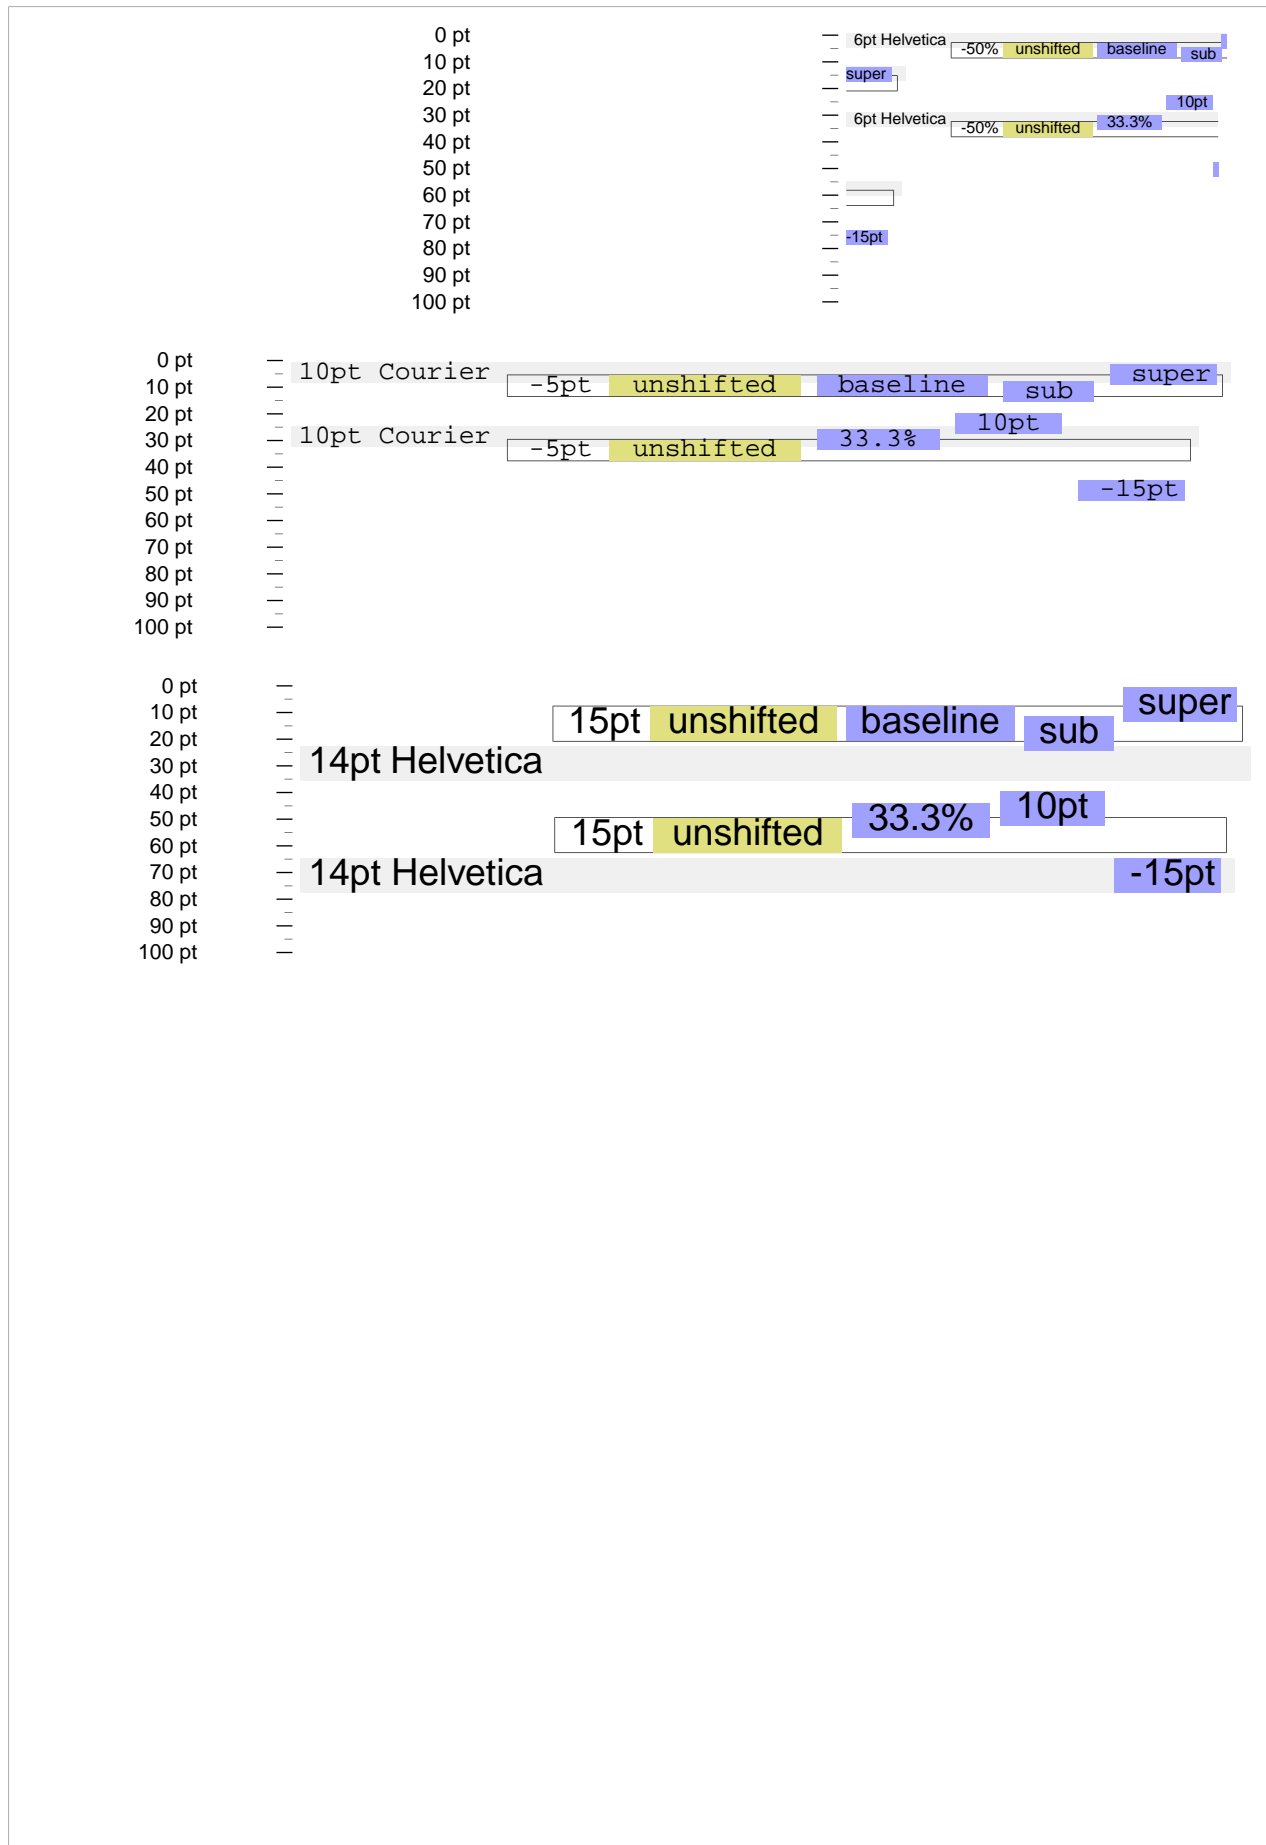 0 pt
6pt Helvetica -50% unshifted baseline sub
10 pt
super
20 pt
10pt
30 pt
6pt Helvetica -50% unshifted 33.3%
40 pt
50 pt
60 pt
70 pt
-15pt
80 pt
90 pt
100 pt
0 pt
10pt Courier -5pt unshifted baseline sub super
10 pt
20 pt
10pt Courier -5pt unshifted 33.3% 10pt
30 pt
40 pt
-15pt
50 pt
60 pt
70 pt
80 pt
90 pt
100 pt
0 pt
15pt unshifted baseline sub super
10 pt
20 pt
14pt Helvetica
30 pt
40 pt
15pt unshifted 33.3% 10pt
50 pt
60 pt
14pt Helvetica -15pt
70 pt
80 pt
90 pt
100 pt